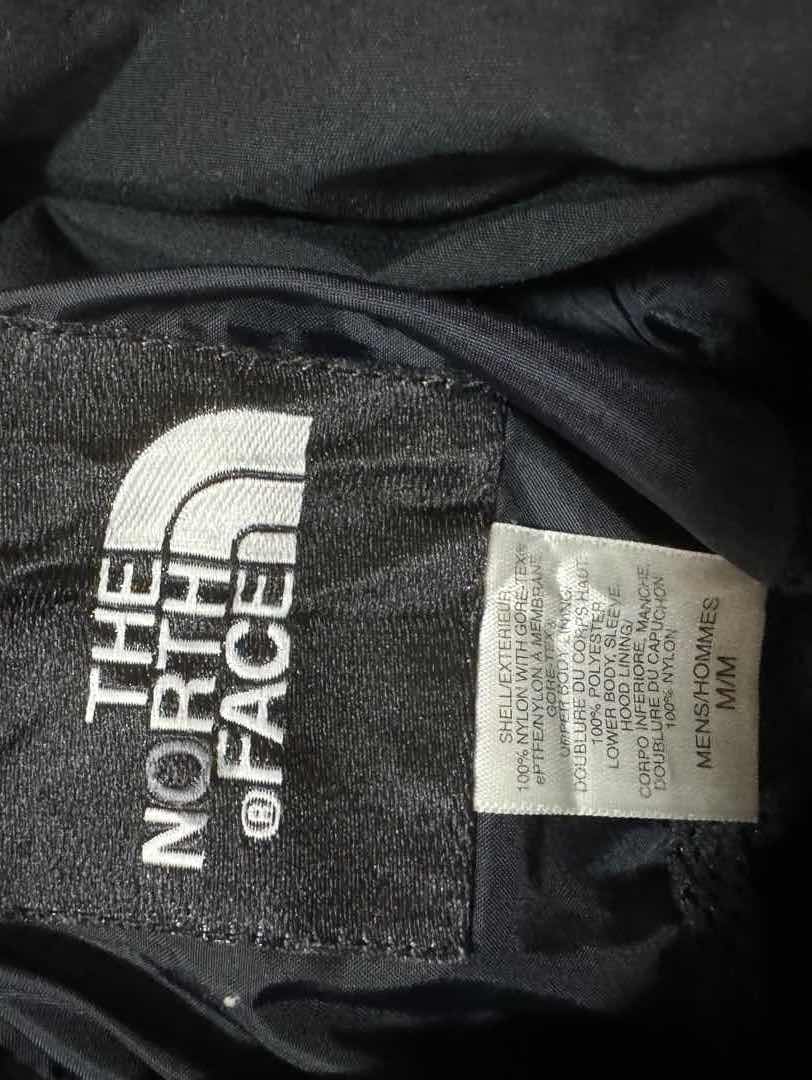 THE
NORTH
FACE
®
SHELL/EXTERIEUR:
100% NYLON WITH GORE-TEX®
ePTFE/NYLON A MEMBRANE
GORE-TEX®
UPPER BODY LINING/
DOUBLURE DU CORPS HAUT:
100% POLYESTER
LOWER BODY, SLEEVE,
HOOD LINING/
CORPO INFERIORE, MANCHE,
DOUBLURE DU CAPUCHON
100% NYLON
MENS/HOMMES
M/M